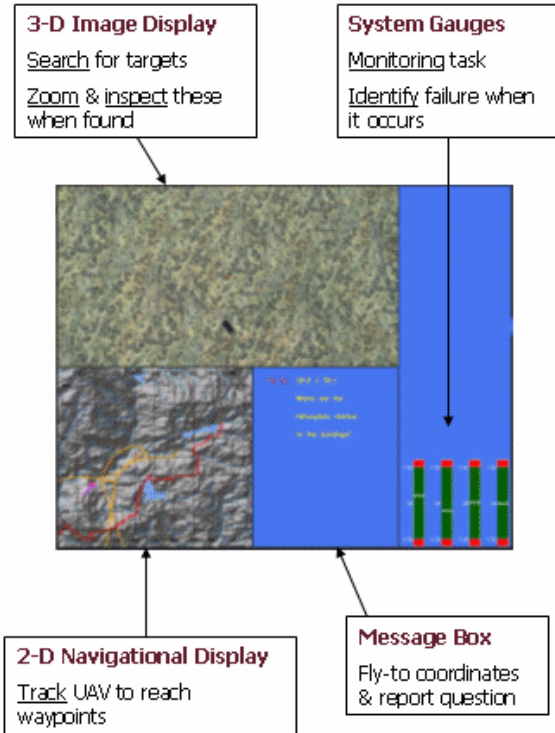 3-D Image Display
Search for targets
Zoom & inspect these
when found
System Gauges
Monitoring task
Identify failure when
it occurs
2-D Navigational Display
Track UAV to reach
waypoints
Message Box
Fly-to coordinates
& report question